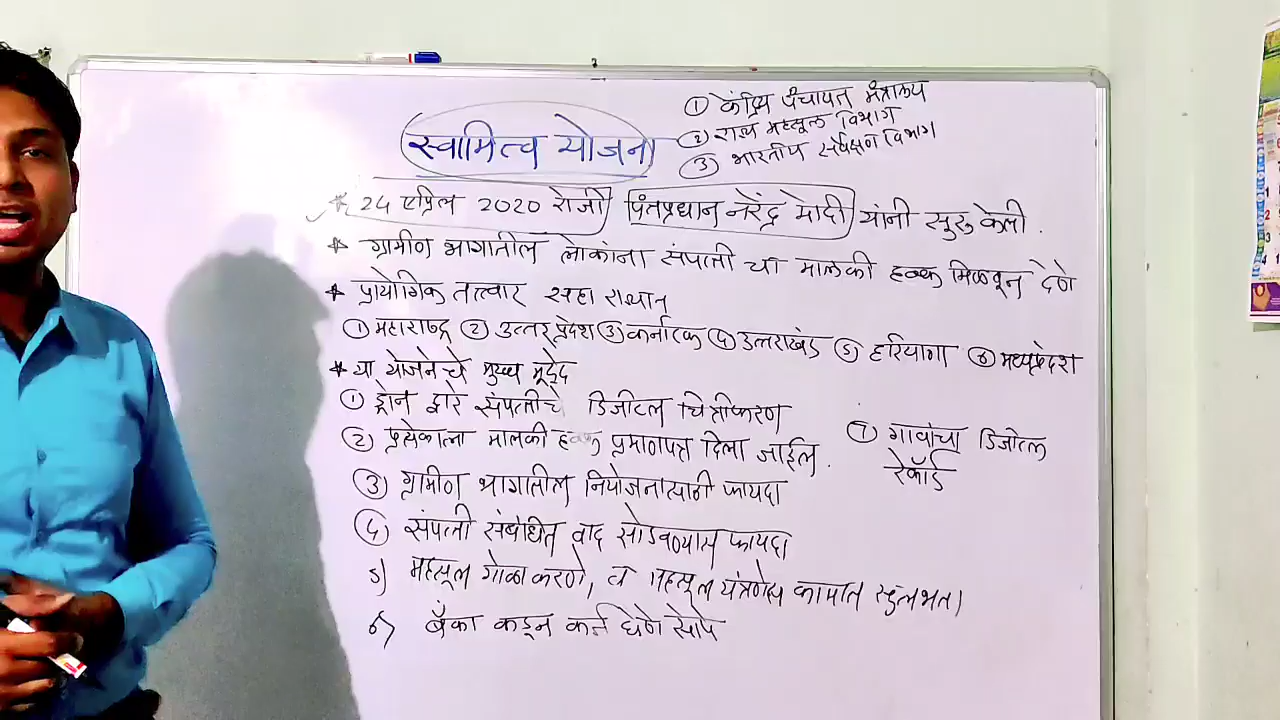 स्वामित्व योजना
① केंद्रिय पंचायत मंत्रालय
② राज्य महसूल विभाग
③ भारतीय सर्वेक्षण विभाग
* 24 एप्रिल 2020 रोजी पंतप्रधान नरेंद्र मोदी यांनी सुरु केली.
* ग्रामीण भागातील लोकांना संपत्ती चा मालकी हक्क मिळवून देणे
* प्रायोगिक तत्त्वार सहा राज्यात
① महाराष्ट्र ② उत्तर प्रदेश ③ कर्नाटक ④ उत्तराखंड ⑤ हरियाणा ⑥ मध्यप्रदेश
* या योजनेचे मुख्य मुद्दे
① ड्रोन द्वारे संपत्तीचे डिजीटल चित्रीकरण
② प्रत्येकाला मालकी हक्क प्रमाणपत्र दिला जाईल.
③ ग्रामीण भागातील नियोजनासाठी फायदा
④ संपत्ती संबंधित वाद सोडवण्यास फायदा
5) महसूल गोळा करणे, व महसूल यंत्रणेस कामात सुलभता
6) बँका कडून कर्ज घेणे सोपे
⑦ गावांचा डिजीटल
रेकॉर्ड